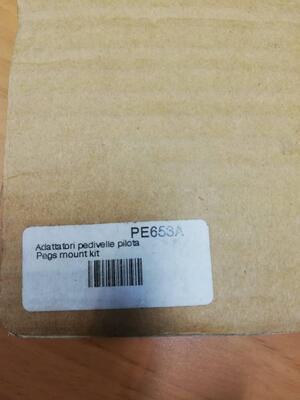 PE653A
Adattatori pedivelle pilota
Pegs mount kit